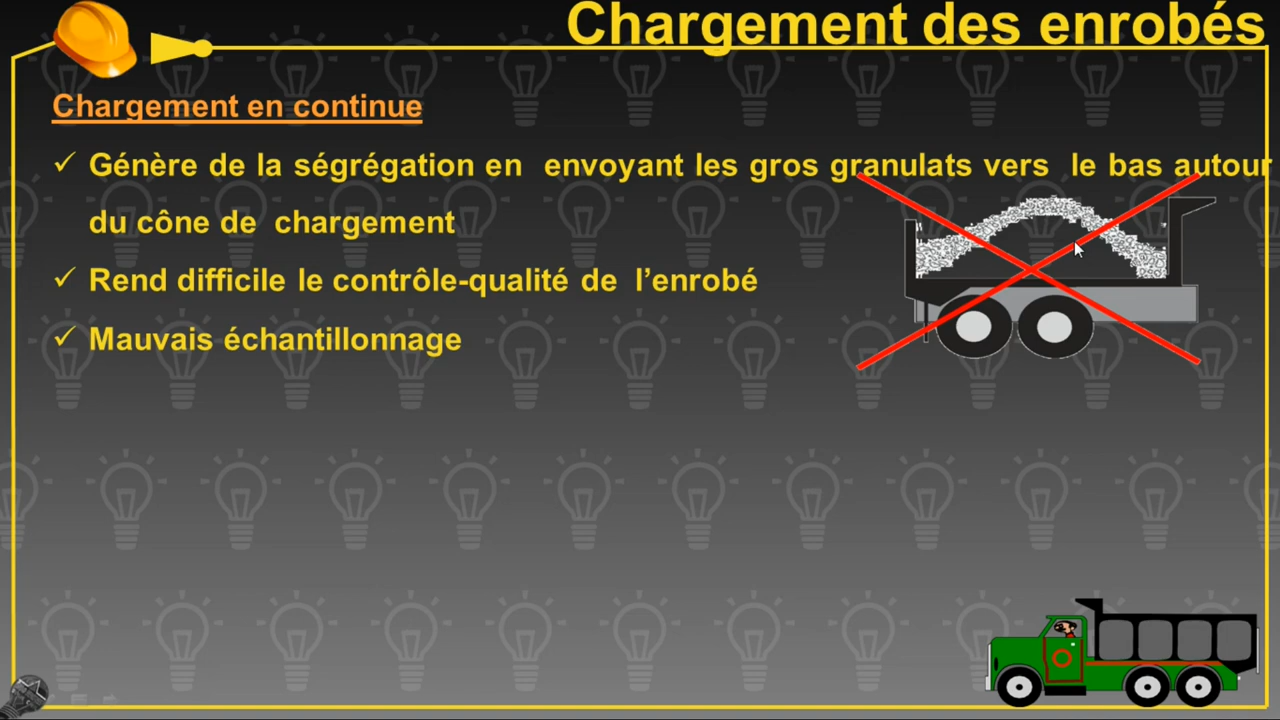 Chargement des enrobés
Chargement en continue
✓ Génère de la ségrégation en envoyant les gros granulats vers le bas autour
du cône de chargement
✓ Rend difficile le contrôle-qualité de l’enrobé
✓ Mauvais échantillonnage